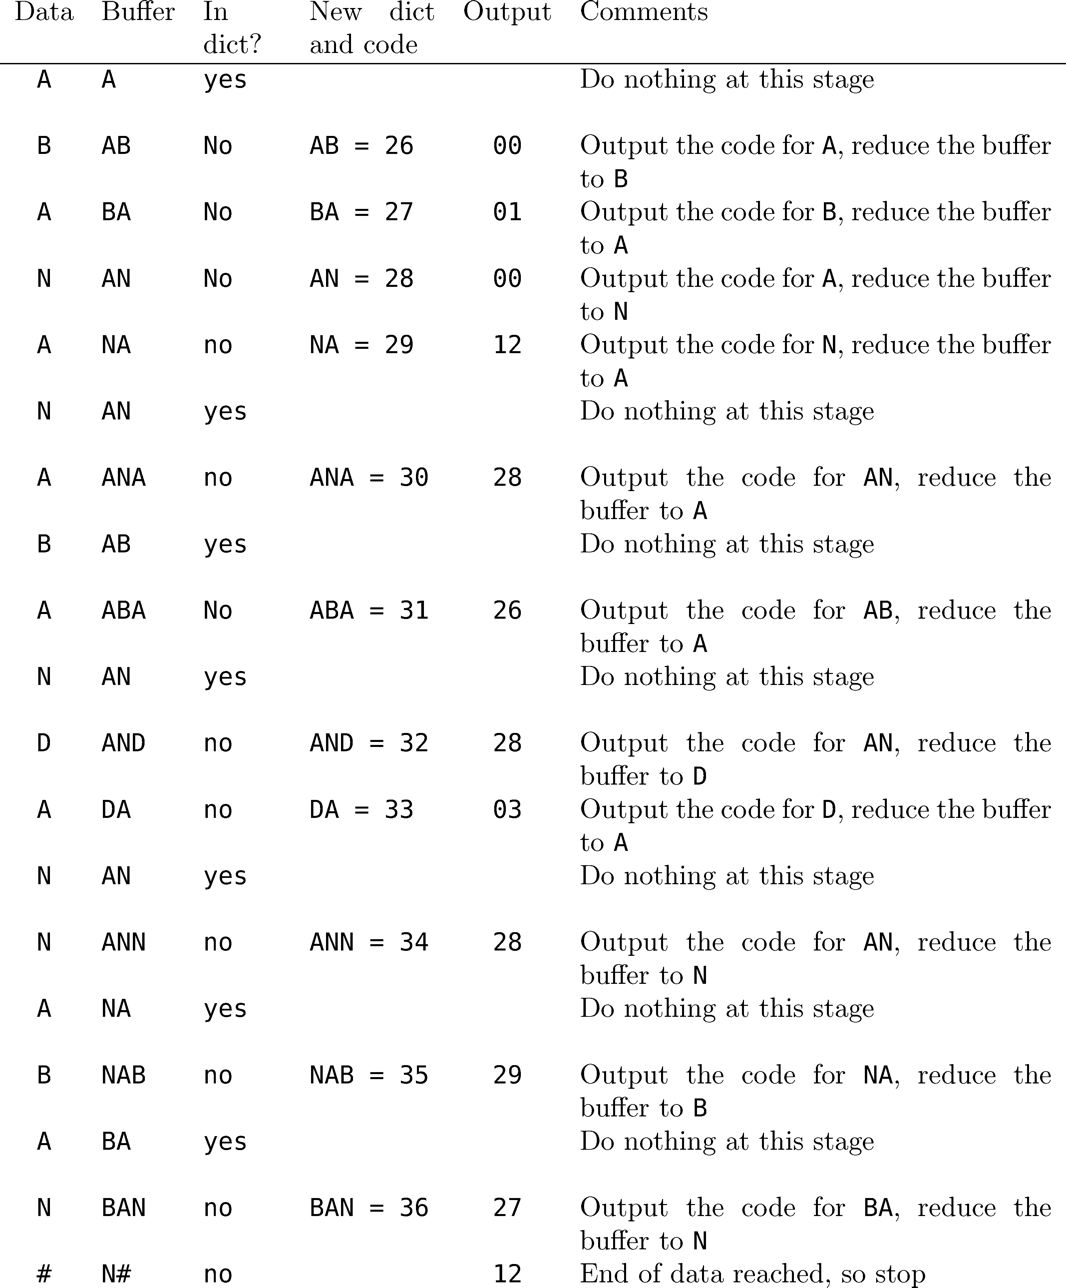 Data Buffer In New dict Output Comments
dict? and code
A A yes Do nothing at this stage
B AB No AB = 26 00 Output the code for A, reduce the buffer
to B
A BA No BA = 27 01 Output the code for B, reduce the buffer
to A
N AN No AN = 28 00 Output the code for A, reduce the buffer
to N
A NA no NA = 29 12 Output the code for N, reduce the buffer
to A
N AN yes Do nothing at this stage
A ANA no ANA = 30 28 Output the code for AN, reduce the
buffer to A
B AB yes Do nothing at this stage
A ABA No ABA = 31 26 Output the code for AB, reduce the
buffer to A
N AN yes Do nothing at this stage
D AND no AND = 32 28 Output the code for AN, reduce the
buffer to D
A DA no DA = 33 03 Output the code for D, reduce the buffer
to A
N AN yes Do nothing at this stage
N ANN no ANN = 34 28 Output the code for AN, reduce the
buffer to N
A NA yes Do nothing at this stage
B NAB no NAB = 35 29 Output the code for NA, reduce the
buffer to B
A BA yes Do nothing at this stage
N BAN no BAN = 36 27 Output the code for BA, reduce the
buffer to N
# N# no 12 End of data reached, so stop